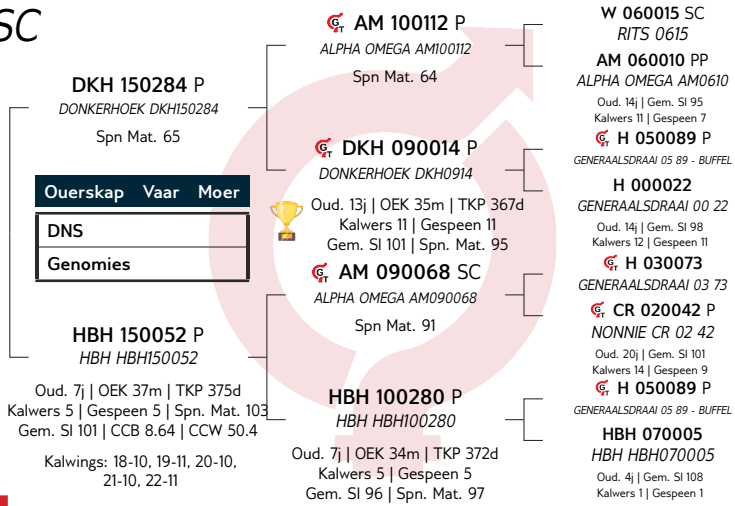 SC
DKH 150284 P
DONKERHOEK DKH150284
Spn Mat. 65
Ouerskap Vaar Moer
DNS
Genomies
HBH 150052 P
HBH HBH150052
Oud. 7j | OEK 37m | TKP 375d
Kalwers 5 | Gespeen 5 | Spn. Mat. 103
Gem. SI 101 | CCB 8.64 | CCW 50.4
Kalwings: 18-10, 19-11, 20-10,
21-10, 22-11
GT AM 100112 P
ALPHA OMEGA AM100112
Spn Mat. 64
GT DKH 090014 P
DONKERHOEK DKH0914
Oud. 13j | OEK 35m | TKP 367d
Kalwers 11 | Gespeen 11
Gem. SI 101 | Spn. Mat. 95
GT AM 090068 SC
ALPHA OMEGA AM090068
Spn Mat. 91
HBH 100280 P
HBH HBH100280
Oud. 7j | OEK 34m | TKP 372d
Kalwers 5 | Gespeen 5
Gem. SI 96 | Spn. Mat. 97
W 060015 SC
RITS 0615
AM 060010 PP
ALPHA OMEGA AM0610
Oud. 14j | Gem. SI 95
Kalwers 11 | Gespeen 7
GT H 050089 P
GENERAALSDRAAI 05 89 - BUFFEL
H 000022
GENERAALSDRAAI 00 22
Oud. 14j | Gem. SI 98
Kalwers 12 | Gespeen 11
GT H 030073
GENERAALSDRAAI 03 73
GT CR 020042 P
NONNIE CR 02 42
Oud. 20j | Gem. SI 101
Kalwers 14 | Gespeen 9
GT H 050089 P
GENERAALSDRAAI 05 89 - BUFFEL
HBH 070005
HBH HBH070005
Oud. 4j | Gem. SI 108
Kalwers 1 | Gespeen 1